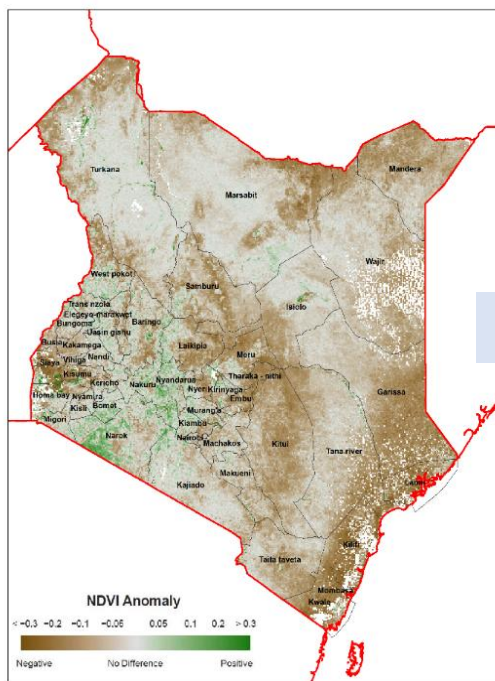 Mandera
Turkana
Marsabit
Wajir
West pokot
Samburu
Trans nzoia
Isiolo
Elegeyo-marakwet
Bungoma
Uasin gishu
Baringo
Busia
Kakamega
Laikipia
Meru
Siaya
Vihiga
Nandi
Kisumu
Tharaka - nithi
Kericho
Nakuru
Nyandarua
Nyeri
Kirinyaga
Garissa
Homa bay
Nyamira
Embu
Kisii
Bomet
Murang'a
Migori
Kiambu
Narok
Nairobi
Kitui
Tana river
Machakos
Makueni
Lamu
Kajiado
Kilifi
Taita taveta
Mombasa
Kwale
NDVI Anomaly
< −0.3 −0.2 −0.1 −0.05 0.05 0.1 0.2 > 0.3
Negative No Difference Positive